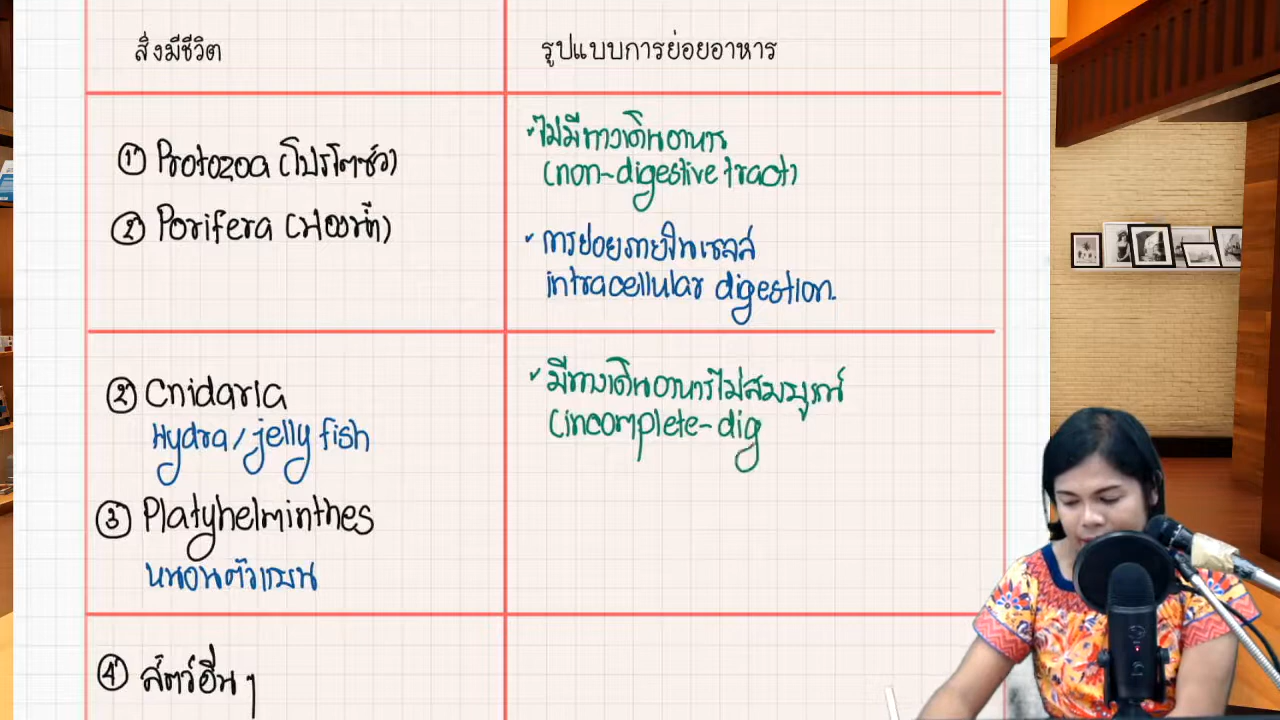 สิ่งมีชีวิต
รูปแบบการย่อยอาหาร
① Protozoa (โปรโตซัว)
② Porifera (ฟองน้ำ)
✓ไม่มีทางเดินอาหาร
(non-digestive tract)
✓ การย่อยภายในเซลล์
intracellular digestion.
② Cnidaria
Hydra/jelly fish
③ Platyhelminthes
หนอนตัวแบน
✓ มีทางเดินอาหารไม่สมบูรณ์
(incomplete-dig
④ สัตว์อื่น ๆ